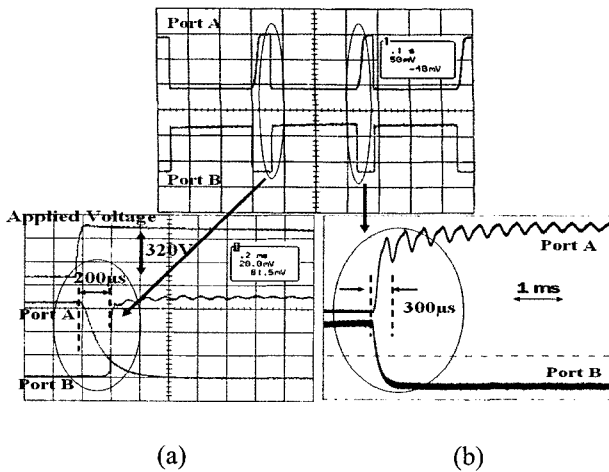 Port A
1
.1 s
50mV
-48mV
Port B
Applied Voltage
320V
.2 ms
20.0mV
81.5mV
200µs
Port A
Port B
Port A
300µs
1 ms
Port B
(a)
(b)